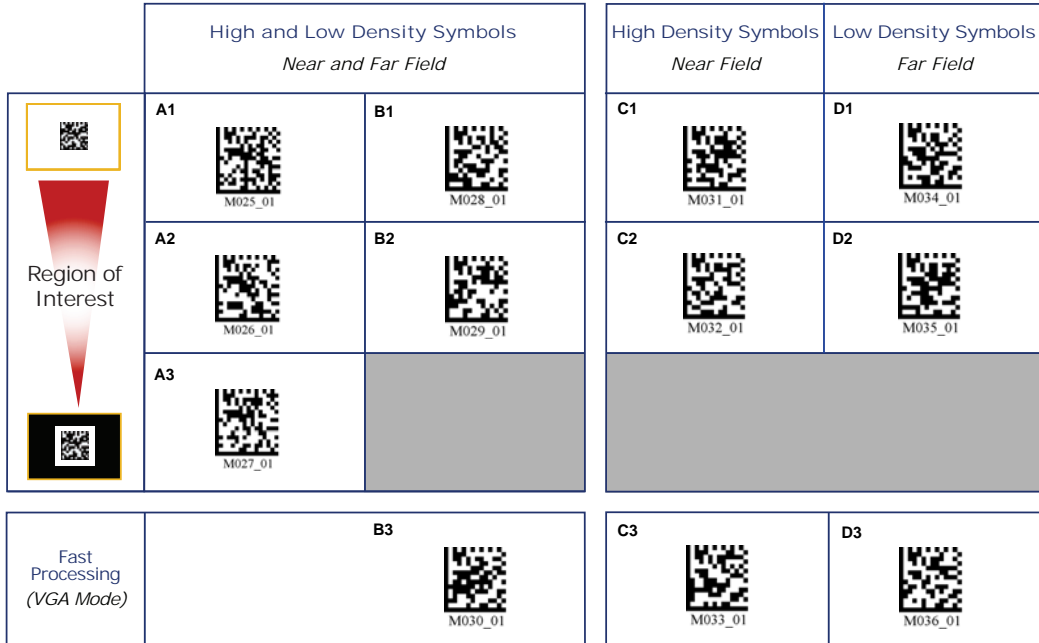 High and Low Density Symbols
Near and Far Field
High Density Symbols
Near Field
Low Density Symbols
Far Field
Region of
Interest
A1
M025_01
B1
M028_01
C1
M031_01
D1
M034_01
A2
M026_01
B2
M029_01
C2
M032_01
D2
M035_01
A3
M027_01
Fast
Processing
(VGA Mode)
B3
M030_01
C3
M033_01
D3
M036_01